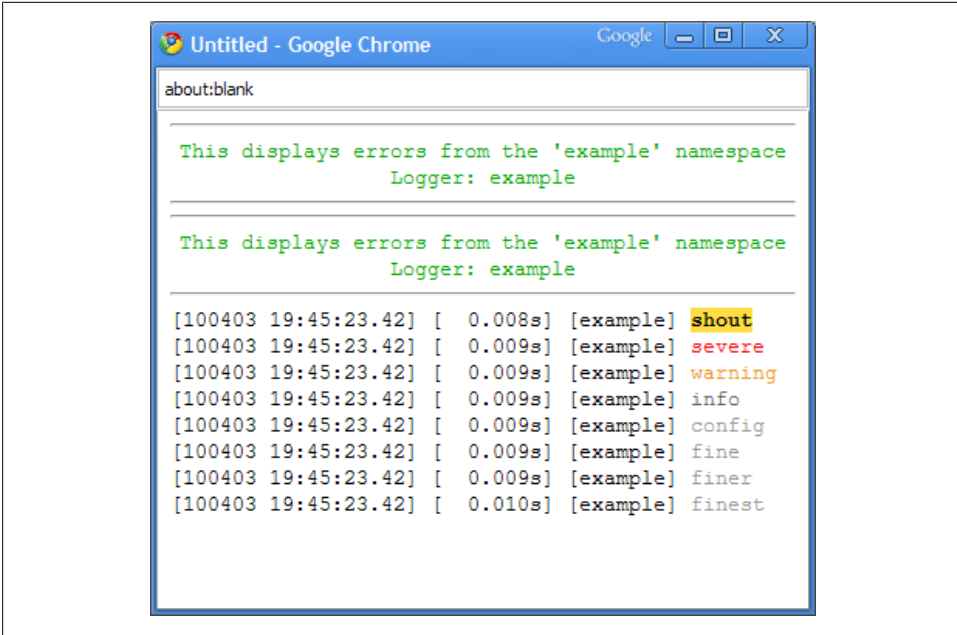 Untitled - Google Chrome
Google
about:blank
This displays errors from the 'example' namespace
Logger: example
This displays errors from the 'example' namespace
Logger: example
[100403 19:45:23.42] [  0.008s] [example] shout
[100403 19:45:23.42] [  0.009s] [example] severe
[100403 19:45:23.42] [  0.009s] [example] warning
[100403 19:45:23.42] [  0.009s] [example] info
[100403 19:45:23.42] [  0.009s] [example] config
[100403 19:45:23.42] [  0.009s] [example] fine
[100403 19:45:23.42] [  0.009s] [example] finer
[100403 19:45:23.42] [  0.010s] [example] finest